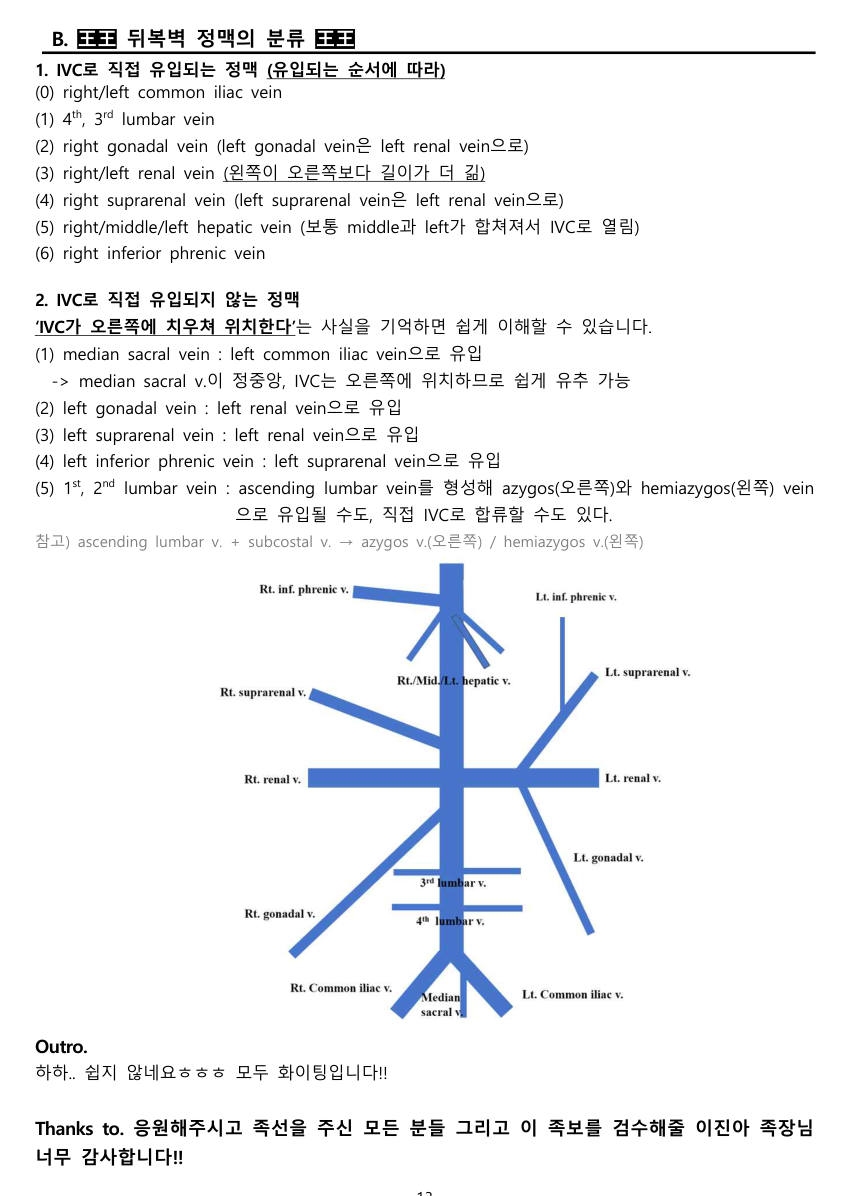 B. 王王 뒤복벽 정맥의 분류 王王
1. IVC로 직접 유입되는 정맥 (유입되는 순서에 따라)
(0) right/left common iliac vein
(1) 4th, 3rd lumbar vein
(2) right gonadal vein (left gonadal vein은 left renal vein으로)
(3) right/left renal vein (왼쪽이 오른쪽보다 길이가 더 긺)
(4) right suprarenal vein (left suprarenal vein은 left renal vein으로)
(5) right/middle/left hepatic vein (보통 middle과 left가 합쳐져서 IVC로 열림)
(6) right inferior phrenic vein
2. IVC로 직접 유입되지 않는 정맥
‘IVC가 오른쪽에 치우쳐 위치한다’는 사실을 기억하면 쉽게 이해할 수 있습니다.
(1) median sacral vein : left common iliac vein으로 유입
-> median sacral v.이 정중앙, IVC는 오른쪽에 위치하므로 쉽게 유추 가능
(2) left gonadal vein : left renal vein으로 유입
(3) left suprarenal vein : left renal vein으로 유입
(4) left inferior phrenic vein : left suprarenal vein으로 유입
(5) 1st, 2nd lumbar vein : ascending lumbar vein를 형성해 azygos(오른쪽)와 hemiazygos(왼쪽) vein
으로 유입될 수도, 직접 IVC로 합류할 수도 있다.
참고) ascending lumbar v. + subcostal v. → azygos v.(오른쪽) / hemiazygos v.(왼쪽)
Rt. inf. phrenic v.
Lt. inf. phrenic v.
Rt./Mid./Lt. hepatic v.
Lt. suprarenal v.
Rt. suprarenal v.
Rt. renal v.
Lt. renal v.
Lt. gonadal v.
3rd lumbar v.
Rt. gonadal v.
4th lumbar v.
Rt. Common iliac v.
Median
sacral v.
Lt. Common iliac v.
Outro.
하하.. 쉽지 않네요ㅎㅎㅎ 모두 화이팅입니다!!
Thanks to. 응원해주시고 족선을 주신 모든 분들 그리고 이 족보를 검수해줄 이진아 족장님
너무 감사합니다!!